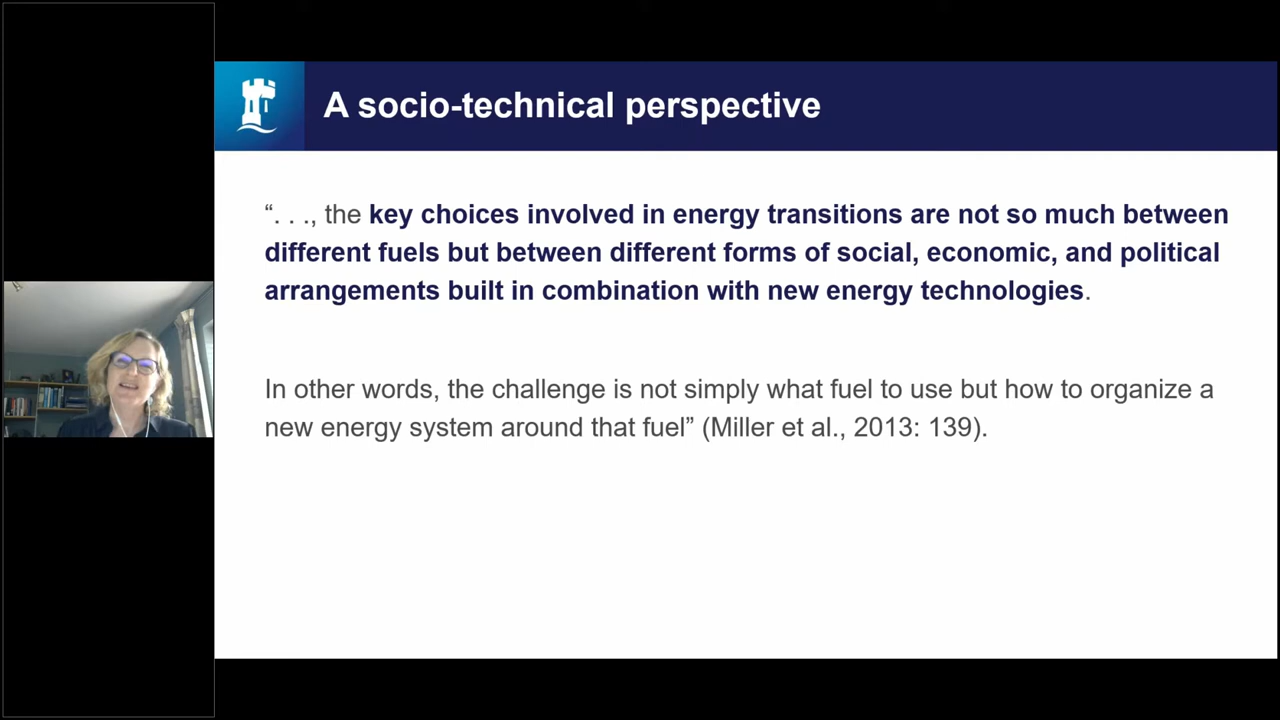 A socio-technical perspective
“. . ., the key choices involved in energy transitions are not so much between
different fuels but between different forms of social, economic, and political
arrangements built in combination with new energy technologies.
In other words, the challenge is not simply what fuel to use but how to organize a
new energy system around that fuel” (Miller et al., 2013: 139).